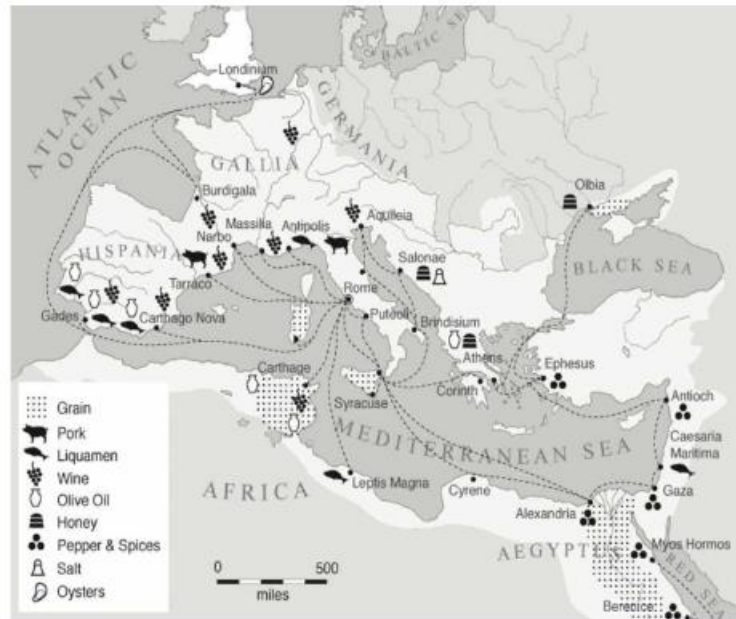 BALTIC SEA
Londinium
ATLANTIC
OCEAN
GERMANIA
GALLIA
Olbia
Burdigala
Massilia
Antipolis
Aquileia
HISPANIA
Narbo
Salonae
BLACK SEA
Tarraco
Rome
Gades
Carthago Nova
Puteoli
Brindisium
Athens
Ephesus
Carthage
Corinth
Antioch
Syracuse
MEDITERRANEAN SEA
Caesaria
Maritima
Leptis Magna
Cyrene
Gaza
AFRICA
Alexandria
AEGYPTUS
Myos Hormos
RED SEA
Berenice
0
500
miles
Grain
Pork
Liquamen
Wine
Olive Oil
Honey
Pepper & Spices
Salt
Oysters